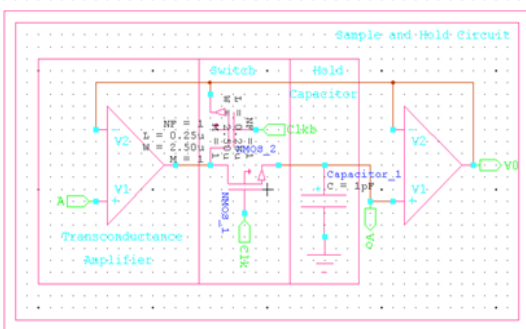 Sample and Hold Circuit
Switch
Hold
Capacitor
NF = 1
L = 0.25u
W = 2.50u
M = 1
Clkb
NMOS_2
V2
V1
A
Transconductance
Amplifier
NMOS_1
Clk
Capacitor_1
C = 1pF
Vo
V2
V1
V0